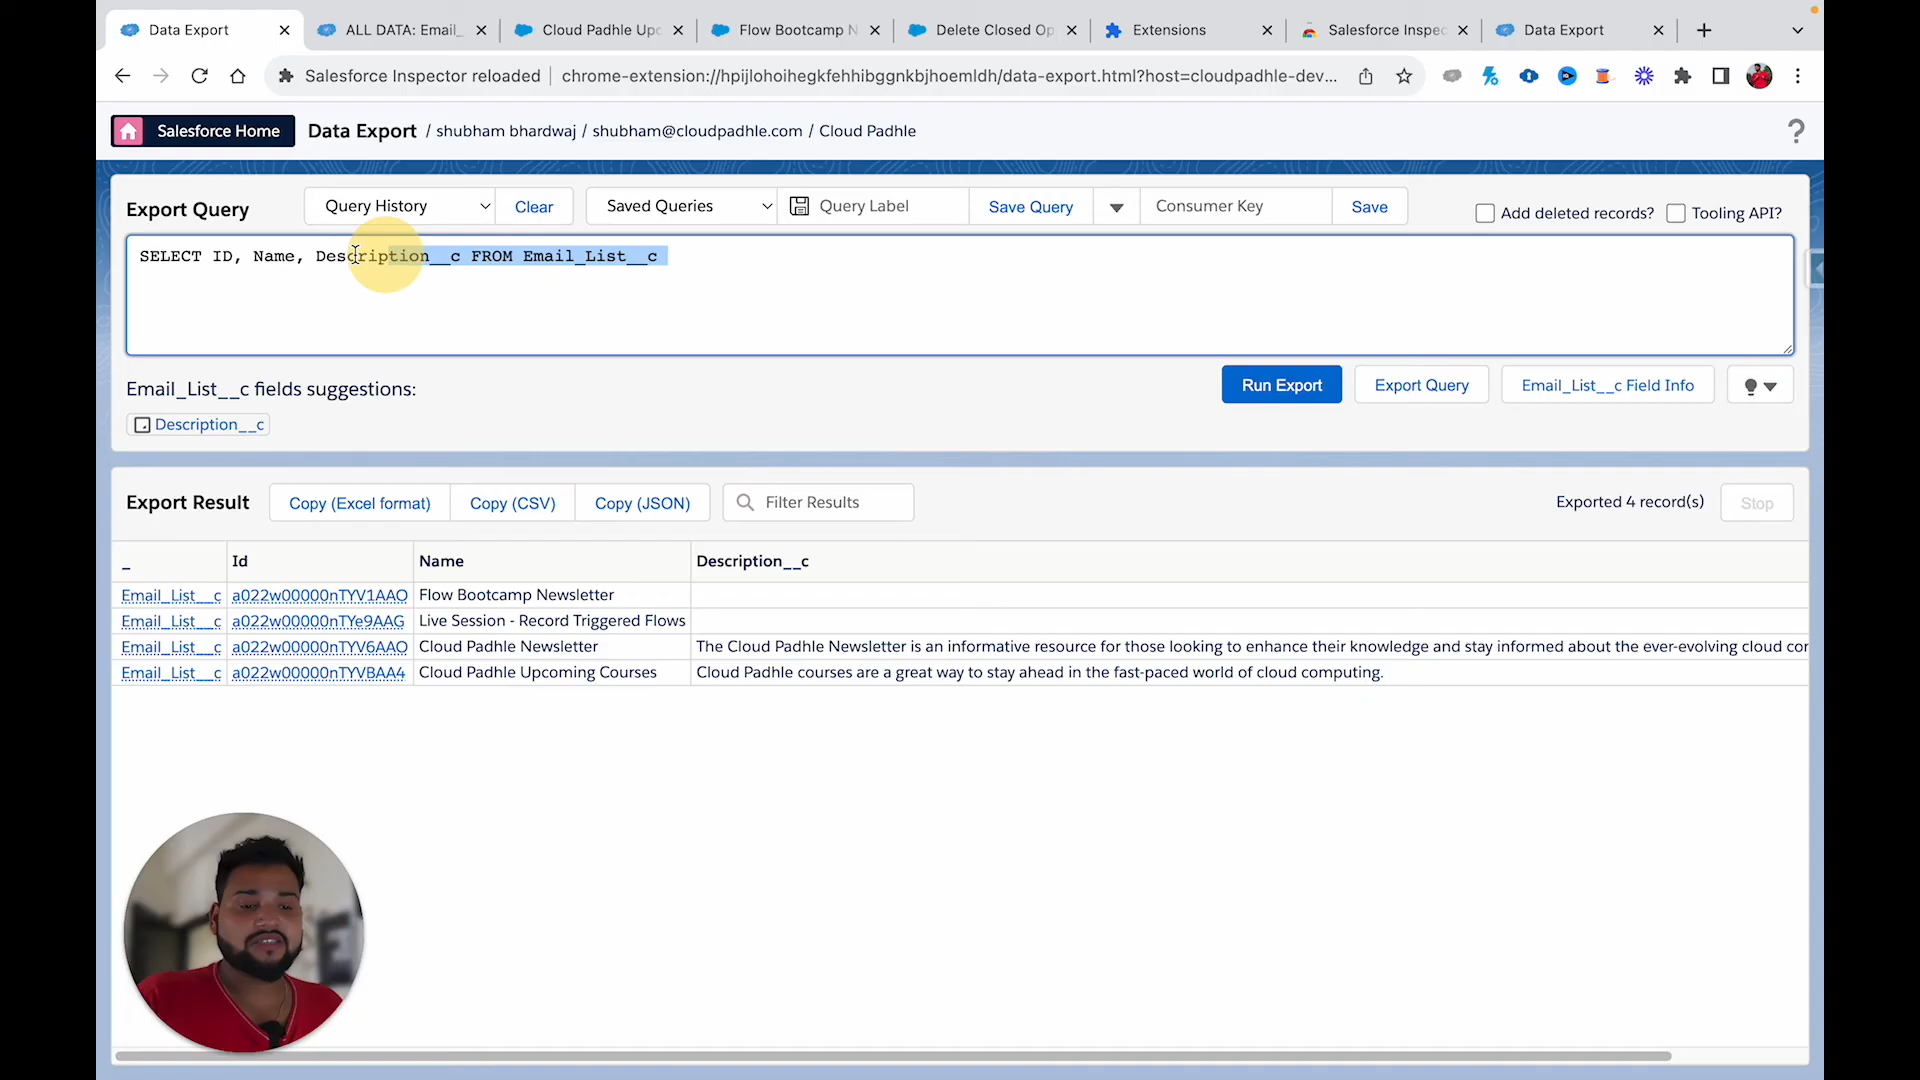 Data Export
ALL DATA: Email_
Cloud Padhle Upc
Flow Bootcamp N
Delete Closed Op
Extensions
Salesforce Inspec
Data Export
Salesforce Inspector reloaded
chrome-extension://hpijlohoihegkfehhibggnkbjhoemldh/data-export.html?host=cloudpadhle-dev...
Salesforce Home
Data Export / shubham bhardwaj / shubham@cloudpadhle.com / Cloud Padhle
?
Export Query
Query History
Clear
Saved Queries
Query Label
Save Query
Consumer Key
Save
Add deleted records?
Tooling API?
SELECT ID, Name, Description__c FROM Email_List__c
Email_List__c fields suggestions:
Run Export
Export Query
Email_List__c Field Info
Description__c
Export Result
Copy (Excel format)
Copy (CSV)
Copy (JSON)
Filter Results
Exported 4 record(s)
Stop
_ Id Name Description__c
Email_List__c a022w00000nTYV1AAO Flow Bootcamp Newsletter
Email_List__c a022w00000nTYe9AAG Live Session - Record Triggered Flows
Email_List__c a022w00000nTYV6AAO Cloud Padhle Newsletter The Cloud Padhle Newsletter is an informative resource for those looking to enhance their knowledge and stay informed about the ever-evolving cloud cor
Email_List__c a022w00000nTYVBAA4 Cloud Padhle Upcoming Courses Cloud Padhle courses are a great way to stay ahead in the fast-paced world of cloud computing.